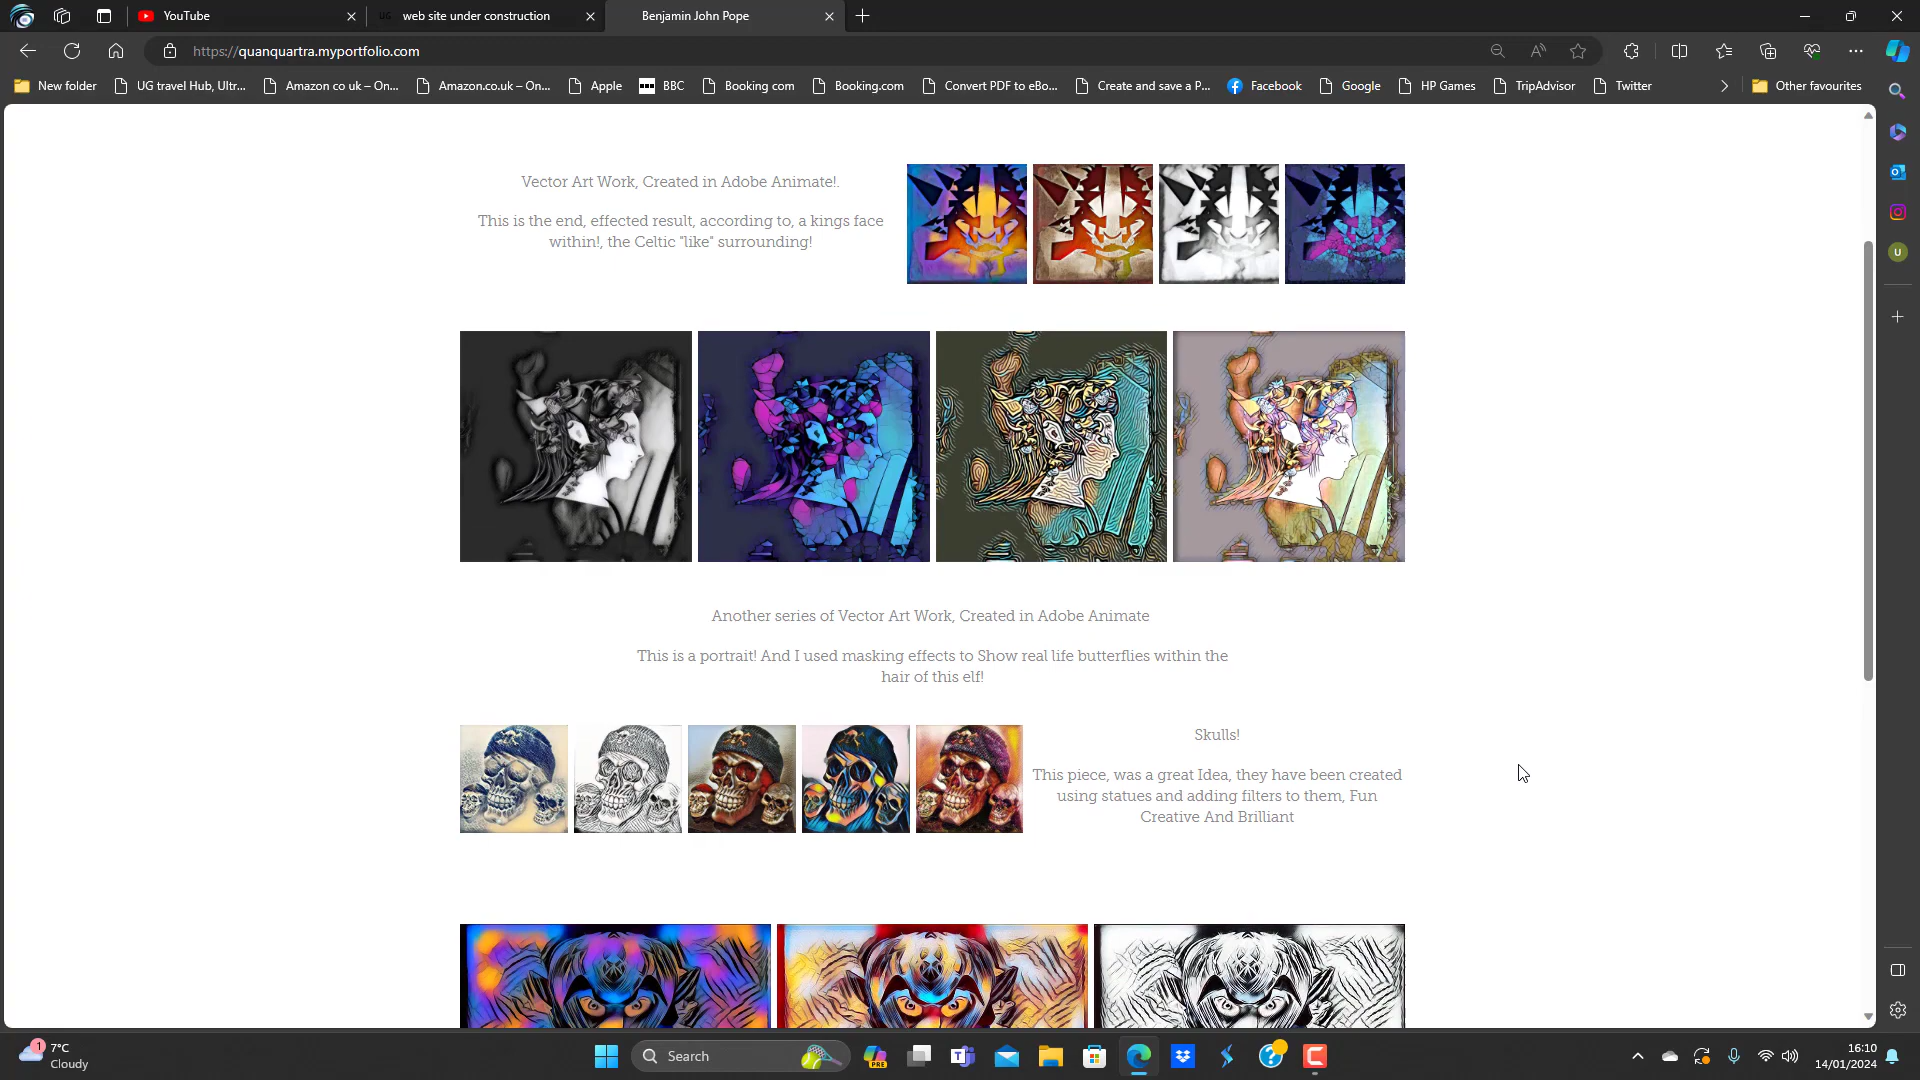 YouTube
UG web site under construction
Benjamin John Pope
https://quanquartra.myportfolio.com
New folder
UG travel Hub, Ultr...
Amazon co uk – On...
Amazon.co.uk – On...
Apple
BBC
Booking com
Booking.com
Convert PDF to eBo...
Create and save a P...
Facebook
Google
HP Games
TripAdvisor
Twitter
Other favourites
U
Vector Art Work, Created in Adobe Animate!.
This is the end, effected result, according to, a kings face
within!, the Celtic "like" surrounding!
Another series of Vector Art Work, Created in Adobe Animate
This is a portrait! And I used masking effects to Show real life butterflies within the
hair of this elf!
Skulls!
This piece, was a great Idea, they have been created
using statues and adding filters to them, Fun
Creative And Brilliant
1
7°C
Cloudy
Search
PRE
16:10
14/01/2024